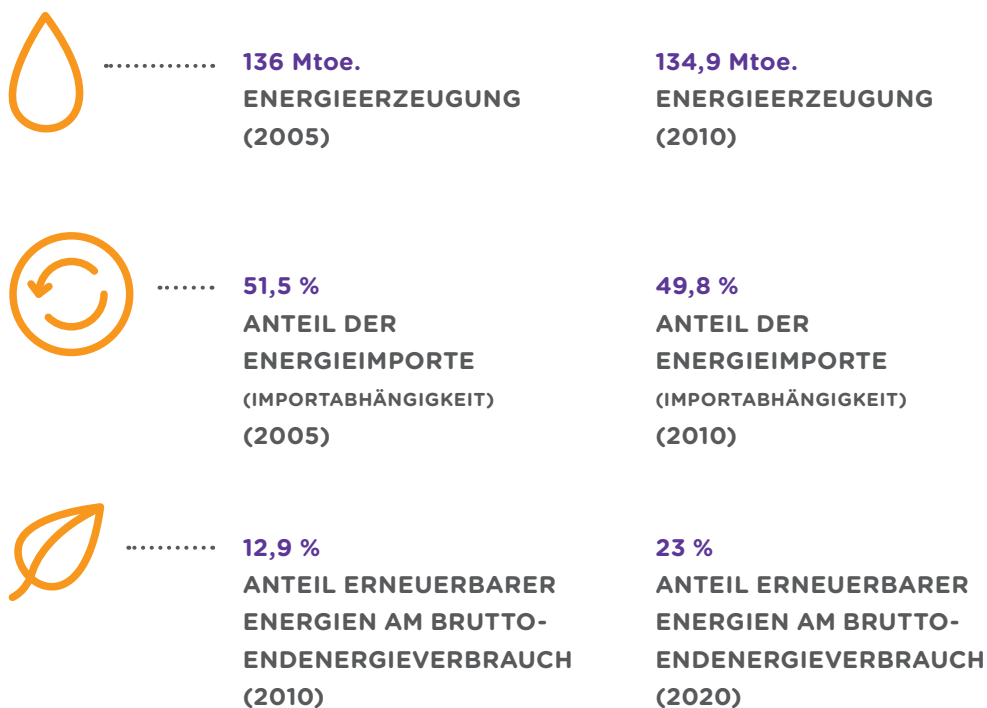 136 Mtoe.
ENERGIEERZEUGUNG
(2005)
134,9 Mtoe.
ENERGIEERZEUGUNG
(2010)
51,5 %
ANTEIL DER
ENERGIEIMPORTE
(IMPORTABHÄNGIGKEIT)
(2005)
49,8 %
ANTEIL DER
ENERGIEIMPORTE
(IMPORTABHÄNGIGKEIT)
(2010)
12,9 %
ANTEIL ERNEUERBARER
ENERGIEN AM BRUTTO-
ENDENERGIEVERBRAUCH
(2010)
23 %
ANTEIL ERNEUERBARER
ENERGIEN AM BRUTTO-
ENDENERGIEVERBRAUCH
(2020)